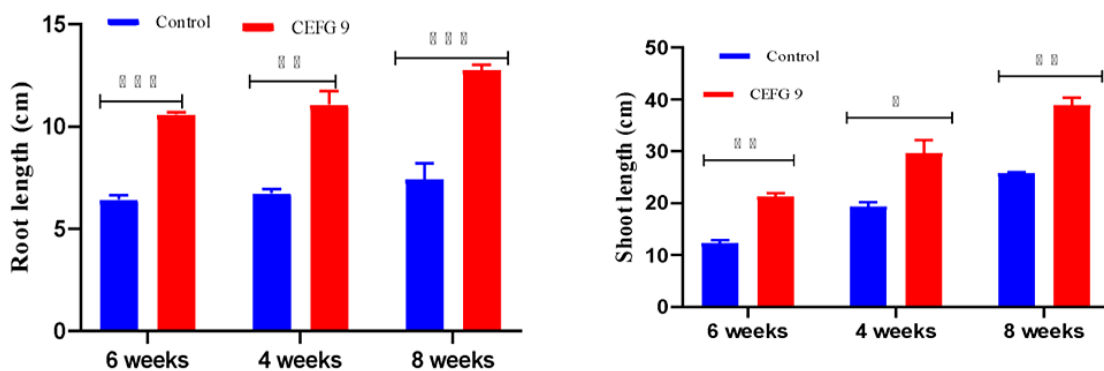 Control
CEFG 9
Root length (cm)
15
10
5
0
6 weeks
4 weeks
8 weeks
Control
CEFG 9
Shoot length (cm)
50
40
30
20
10
0
6 weeks
4 weeks
8 weeks